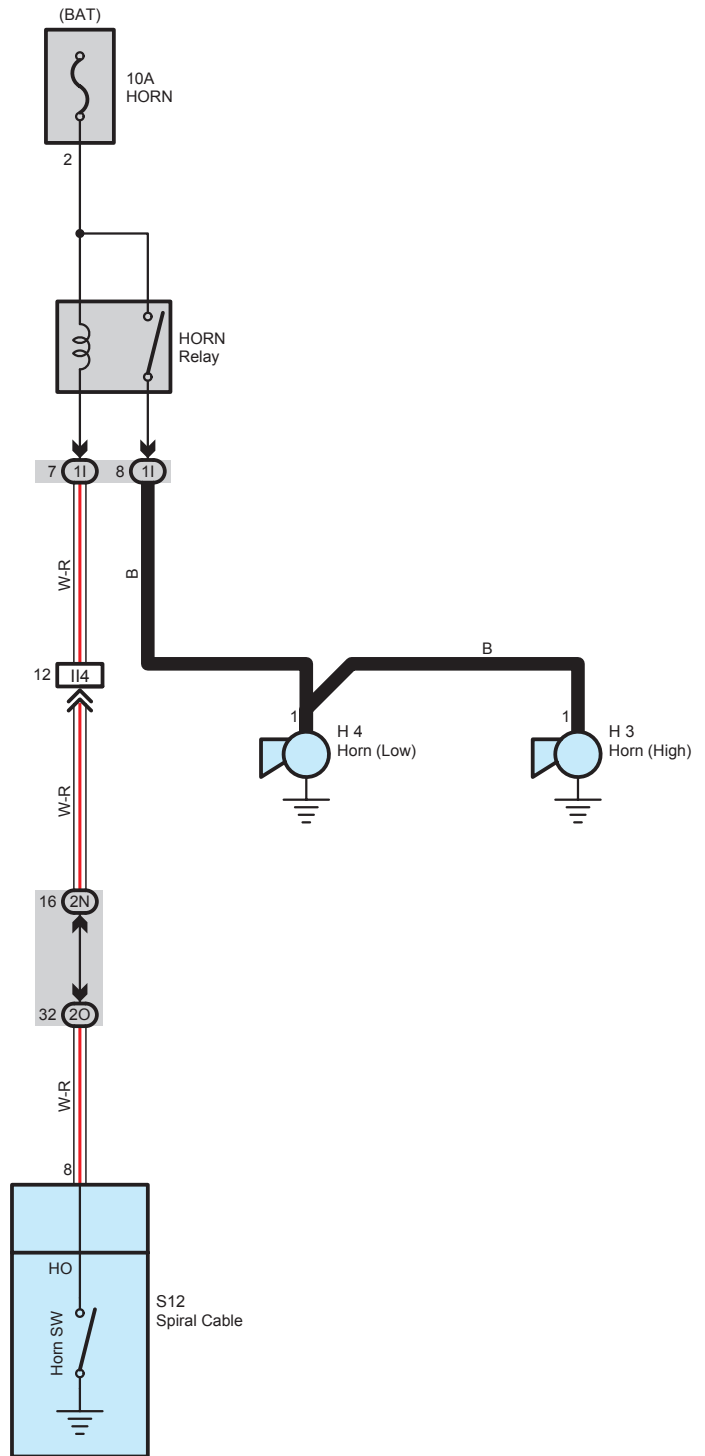 (BAT)
10A
HORN
2
HORN
Relay
7 1I 8 1I
W-R
B
B
12 II4
1
H 4
Horn (Low)
1
H 3
Horn (High)
W-R
16 2N
32 2O
W-R
8
HO
Horn SW
S12
Spiral Cable